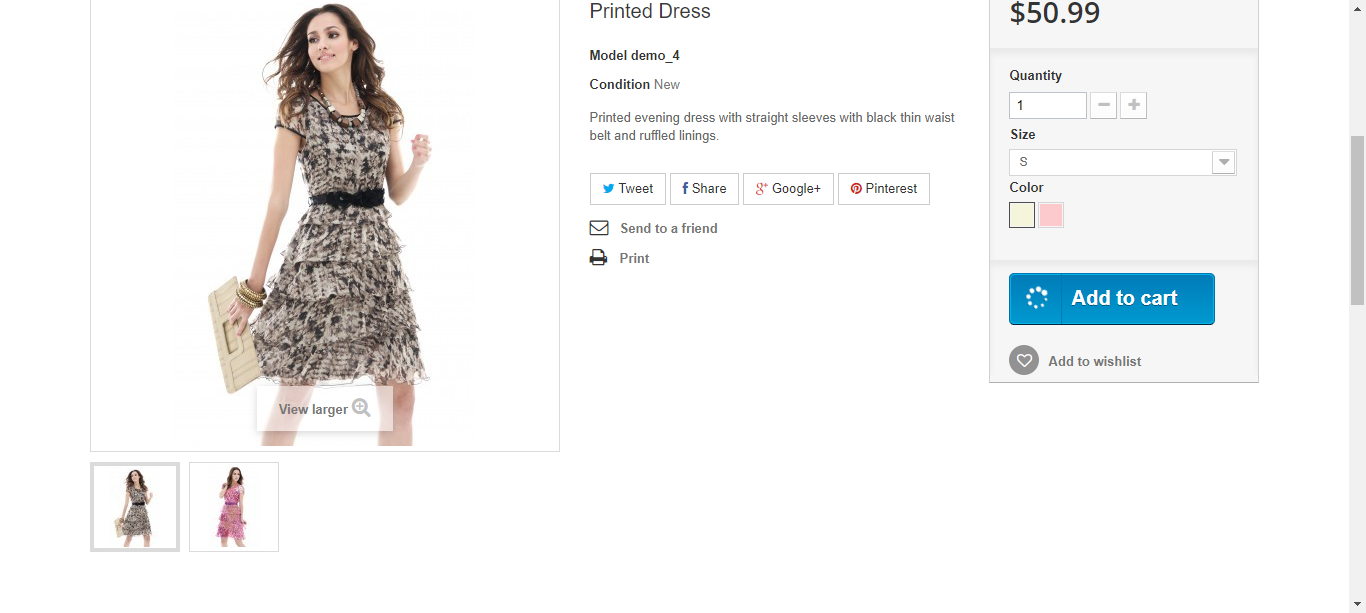 Printed Dress
Model demo_4
Condition New
Printed evening dress with straight sleeves with black thin waist
belt and ruffled linings.
Tweet
Share
Google+
Pinterest
Send to a friend
Print
View larger
$50.99
Quantity
1
Size
S
Color
Add to cart
Add to wishlist